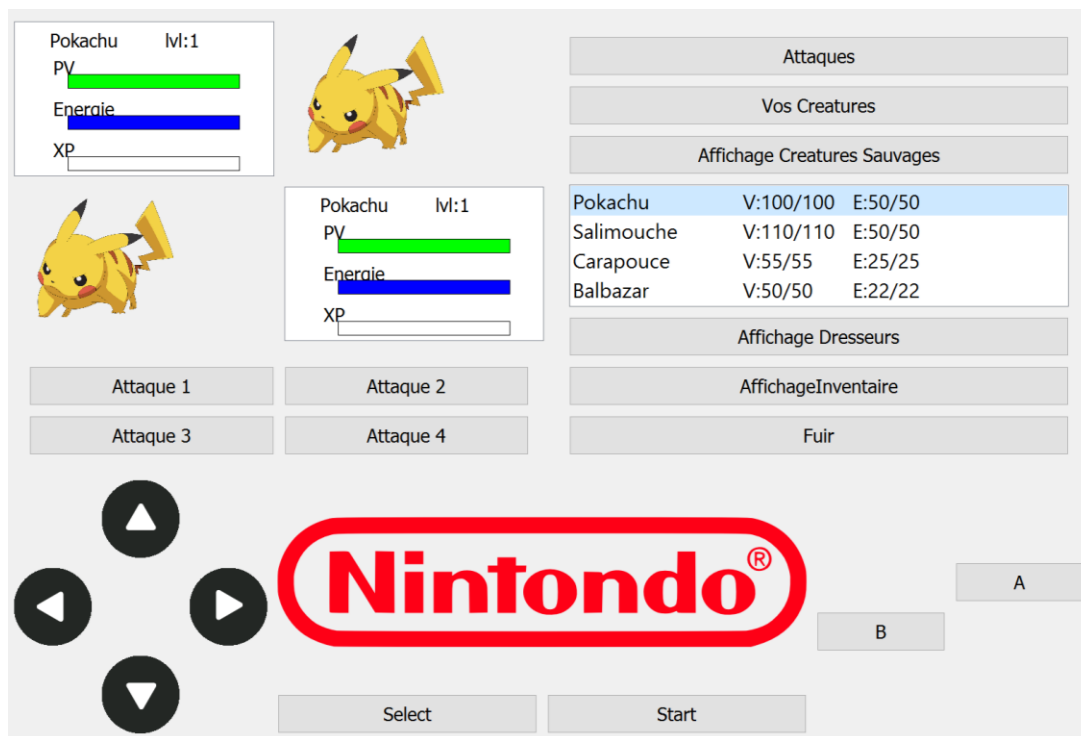 Pokachu lvl:1
PV
Energie
XP
Pokachu lvl:1
PV
Energie
XP
Attaque 1 Attaque 2
Attaque 3 Attaque 4
Attaques
Vos Creatures
Affichage Creatures Sauvages
Pokachu V:100/100 E:50/50
Salimouche V:110/110 E:50/50
Carapouce V:55/55 E:25/25
Balbazar V:50/50 E:22/22
Affichage Dresseurs
AffichageInventaire
Fuir
Nintondo®
A
B
Select Start